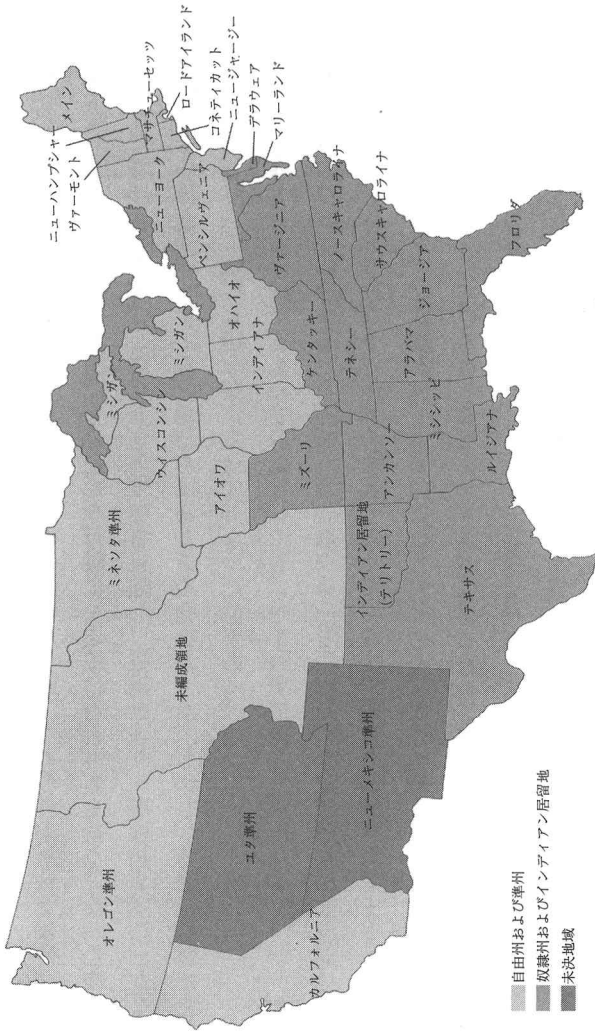 メイン
ニューハンプシャー
ヴァーモント
マサチューセッツ
ロードアイランド
コネティカット
ニュージャージー
デラウェア
マリーランド
ニューヨーク
ペンシルヴェニア
ミシガン
ミシガン
ウィスコンシン
オハイオ
インディアナ
アイオワ
ミネソタ準州
未編成領地
オレゴン準州
カルフォルニア
ユタ準州
ニューメキシコ準州
インディアン居留地
（テリトリー）
テキサス
ミズーリ
アンカンソー
ルイジアナ
ミシシッピ
アラバマ
テネシー
ケンタッキー
ヴァージニア
ノースキャロライナ
サウスキャロライナ
ジョージア
フロリダ
自由州および準州
奴隷州およびインディアン居留地
未決地域